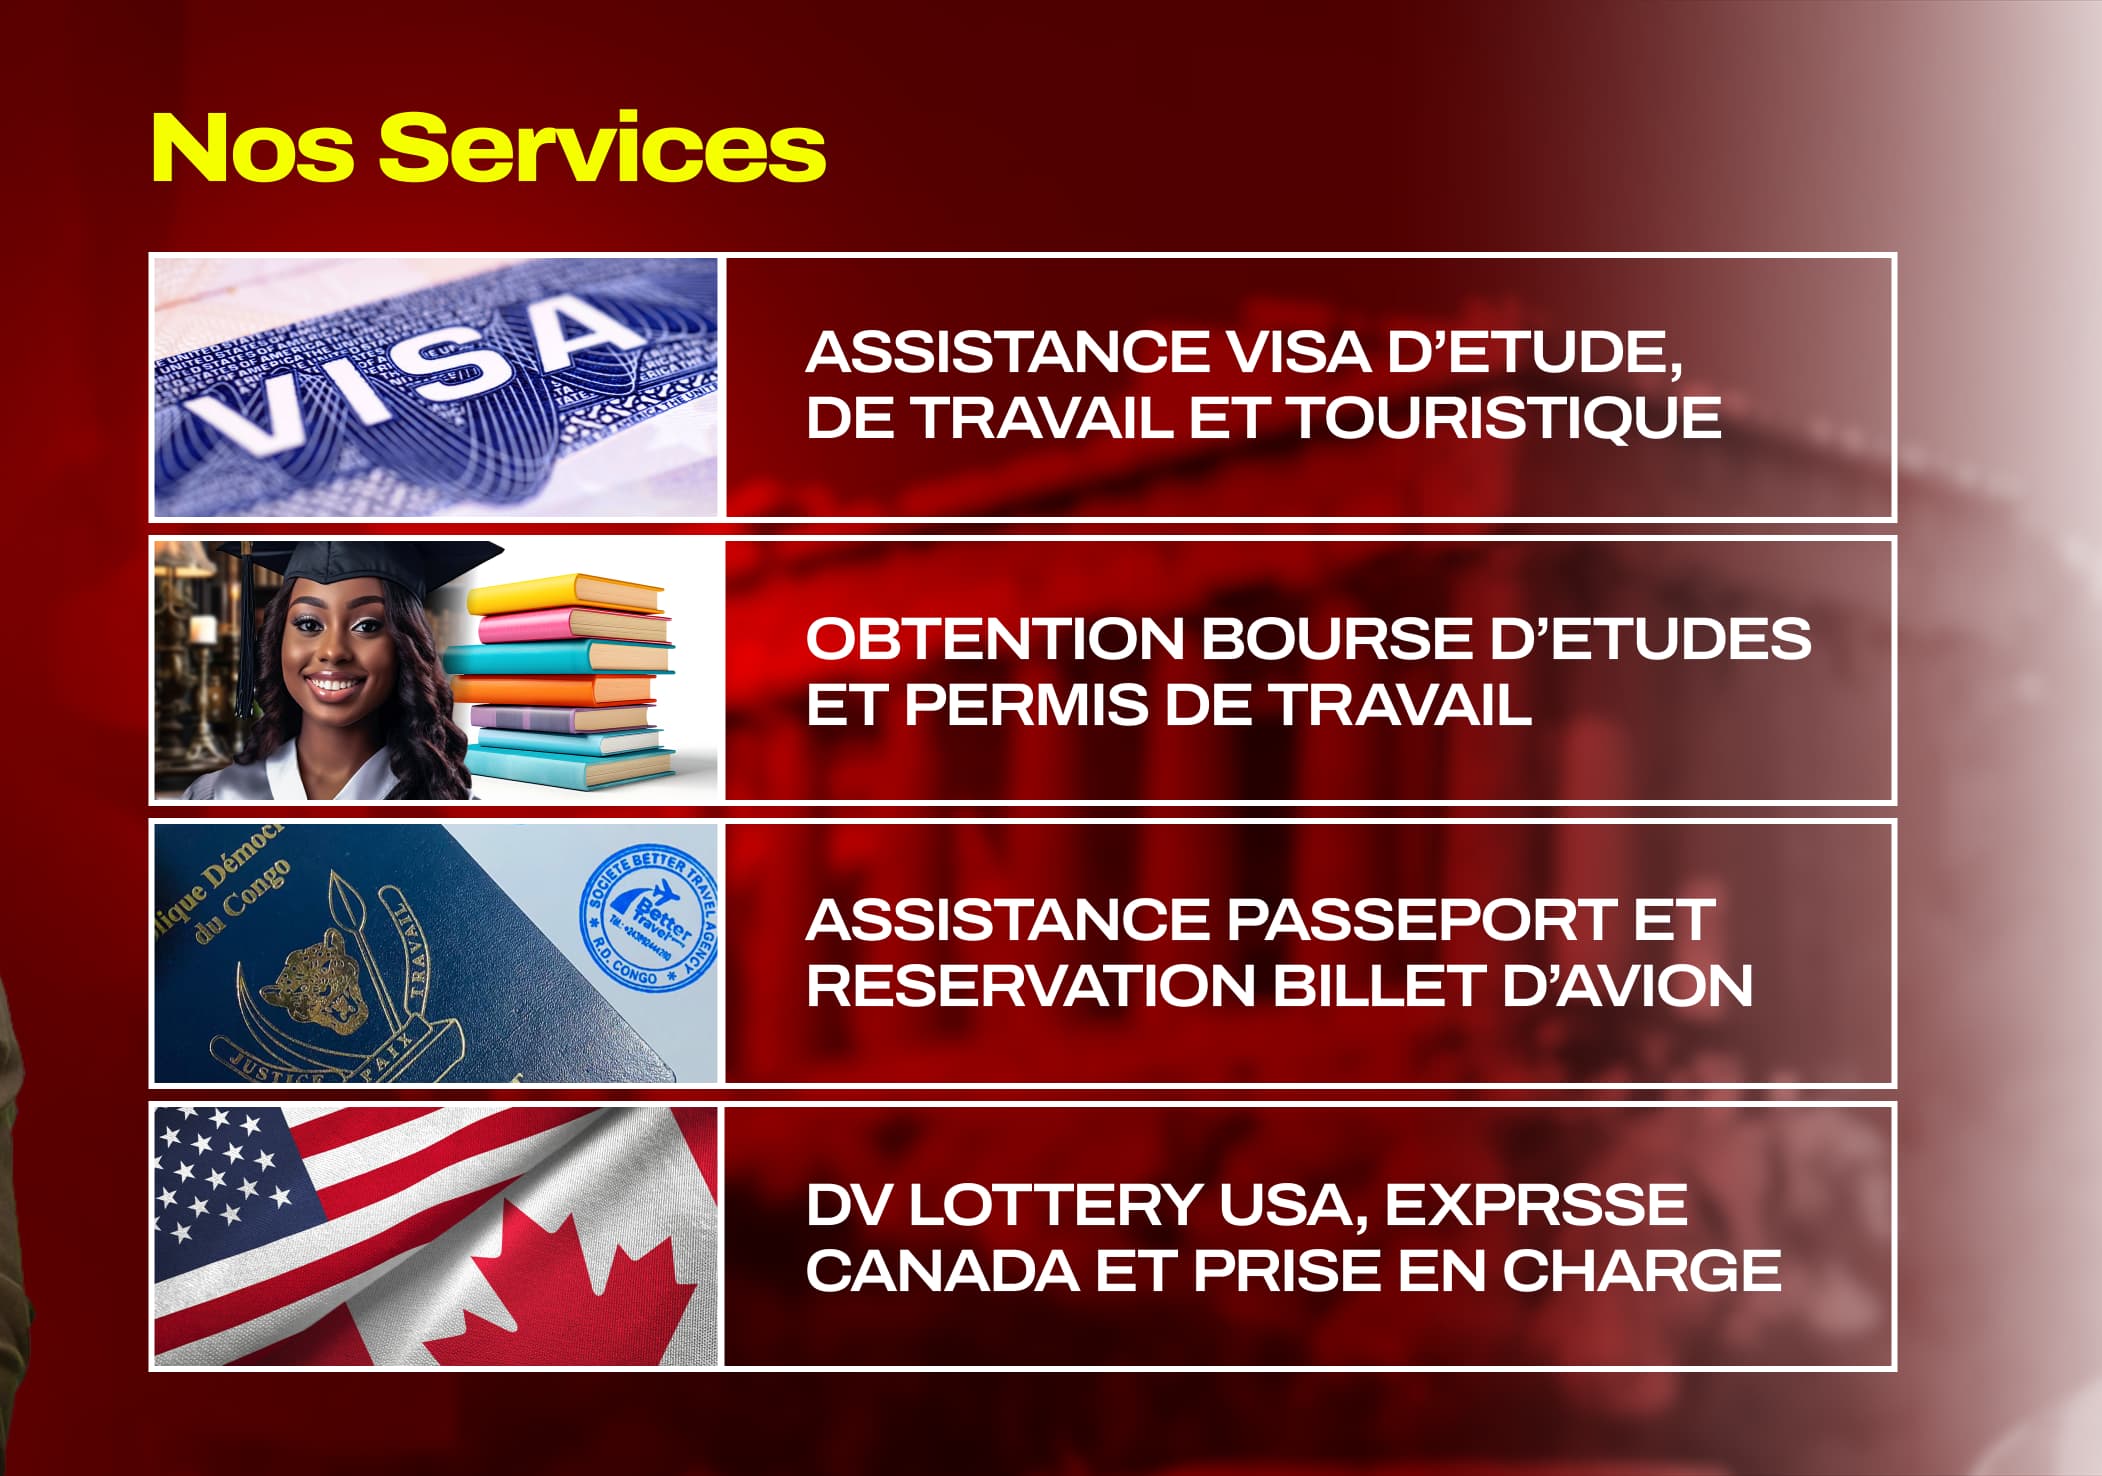 Nos Services
VISA
ASSISTANCE VISA D’ETUDE,
DE TRAVAIL ET TOURISTIQUE
OBTENTION BOURSE D’ETUDES
ET PERMIS DE TRAVAIL
lique Démocr
du Congo
TRAVAIL
JUSTICE
PAIX
SOCIETE BETTER TRAVEL AGENCY
Better
Travel
R.D. CONGO
ASSISTANCE PASSEPORT ET
RESERVATION BILLET D’AVION
DV LOTTERY USA, EXPRSSE
CANADA ET PRISE EN CHARGE